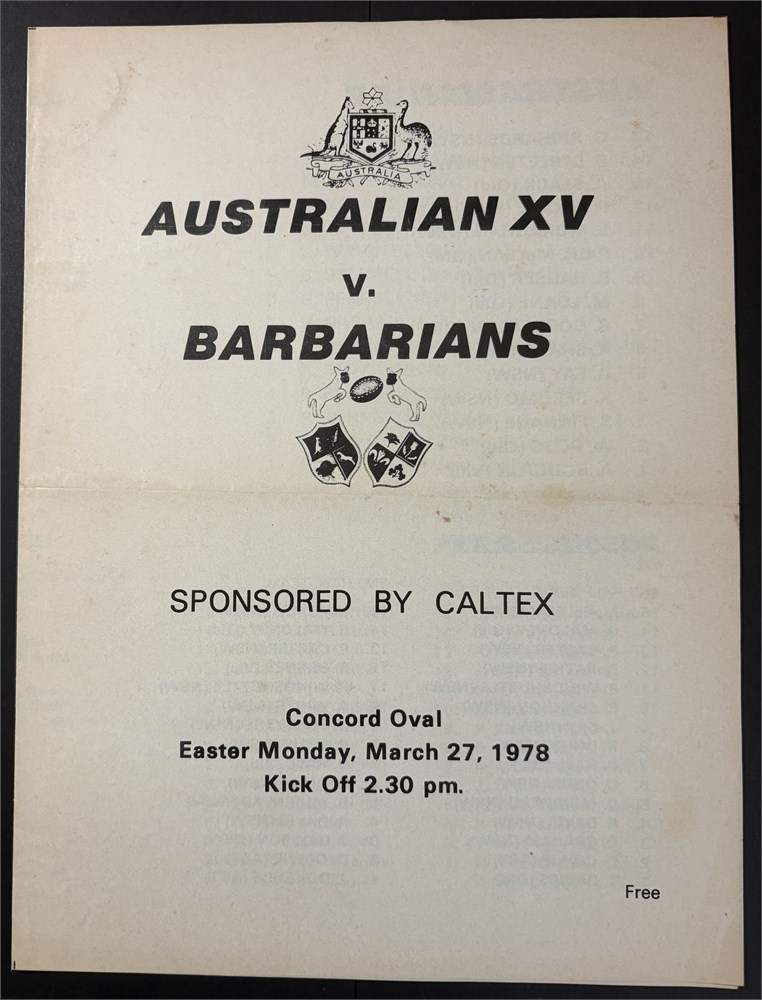 AUSTRALIA
AUSTRALIAN XV
v.
BARBARIANS
SPONSORED BY CALTEX
Concord Oval
Easter Monday, March 27, 1978
Kick Off 2.30 pm.
Free